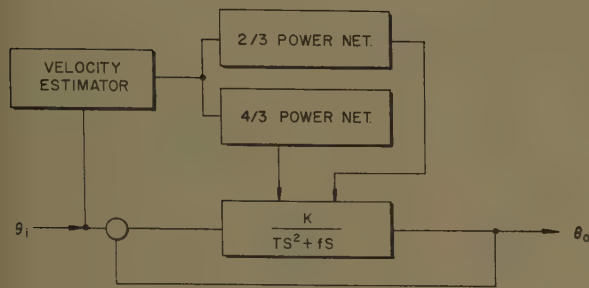 2/3 POWER NET.
VELOCITY
ESTIMATOR
4/3 POWER NET.
K
TS² + fS
θi
θo